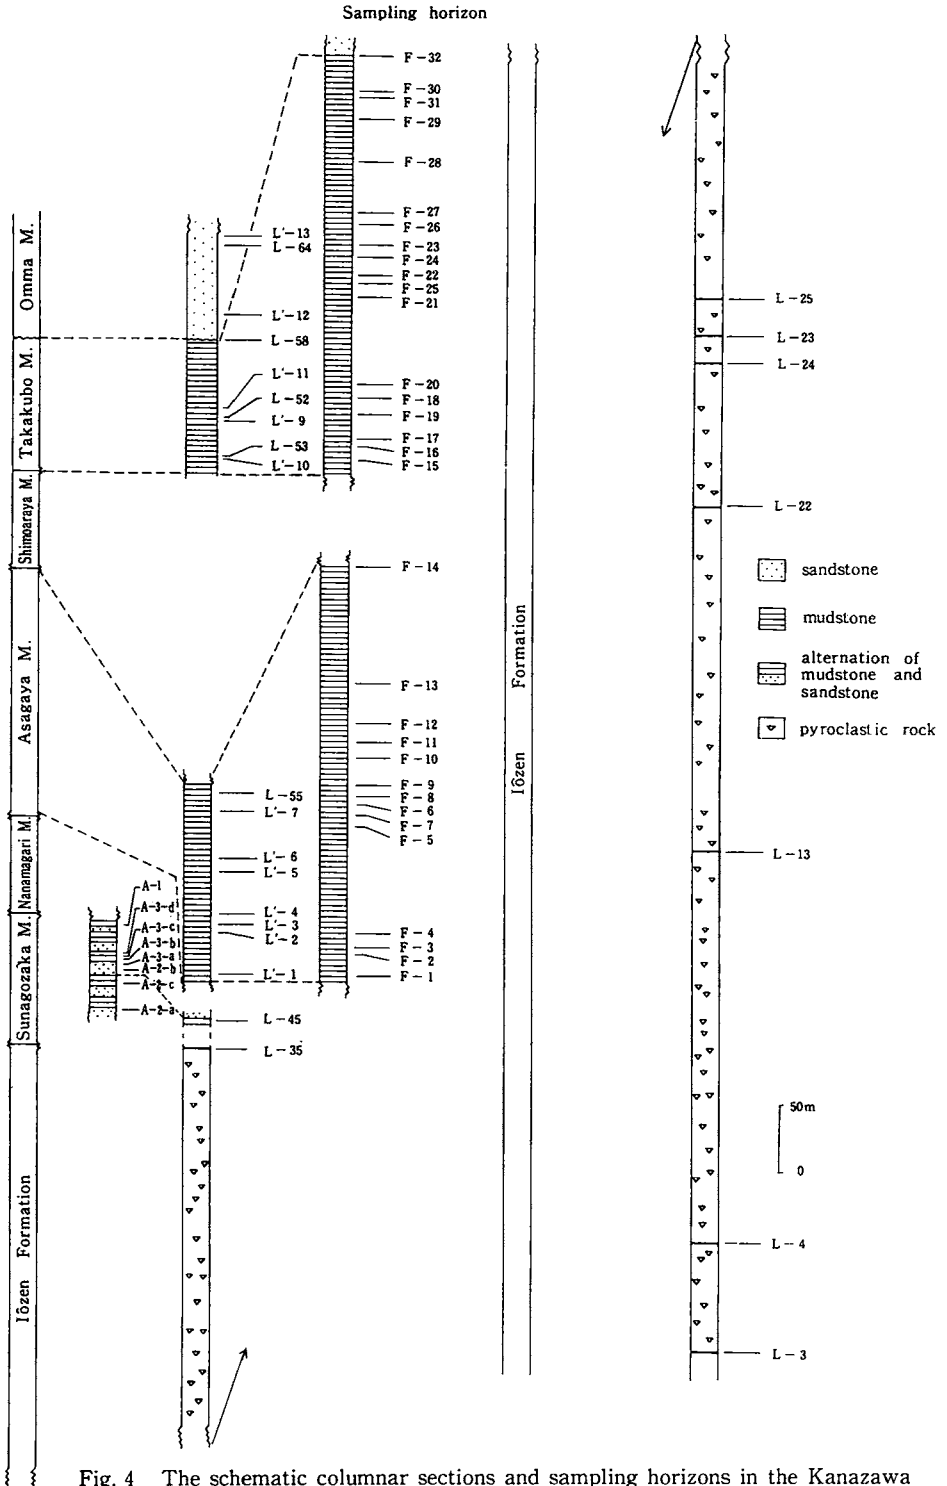 Sampling horizon
Omma M.
Takakubo M.
Shimoaraya M.
Asagaya M.
Nanamagari M.
Sunagozaka M.
Iôzen Formation
A-1
A-3-d
A-3-c
A-3-b
A-3-a
A-2-b
A-2-c
A-2-a
L'-13
L-64
L'-12
L-58
L'-11
L-52
L'-9
L-53
L'-10
L-55
L'-7
L'-6
L'-5
L'-4
L'-3
L'-2
L'-1
L-45
L-35
F-32
F-30
F-31
F-29
F-28
F-27
F-26
F-23
F-24
F-22
F-25
F-21
F-20
F-18
F-19
F-17
F-16
F-15
F-14
F-13
F-12
F-11
F-10
F-9
F-8
F-6
F-7
F-5
F-4
F-3
F-2
F-1
Iôzen Formation
L-25
L-23
L-24
L-22
L-13
L-4
L-3
sandstone
mudstone
alternation of
mudstone and
sandstone
pyroclastic rock
50m
0
Fig. 4 The schematic columnar sections and sampling horizons in the Kanazawa